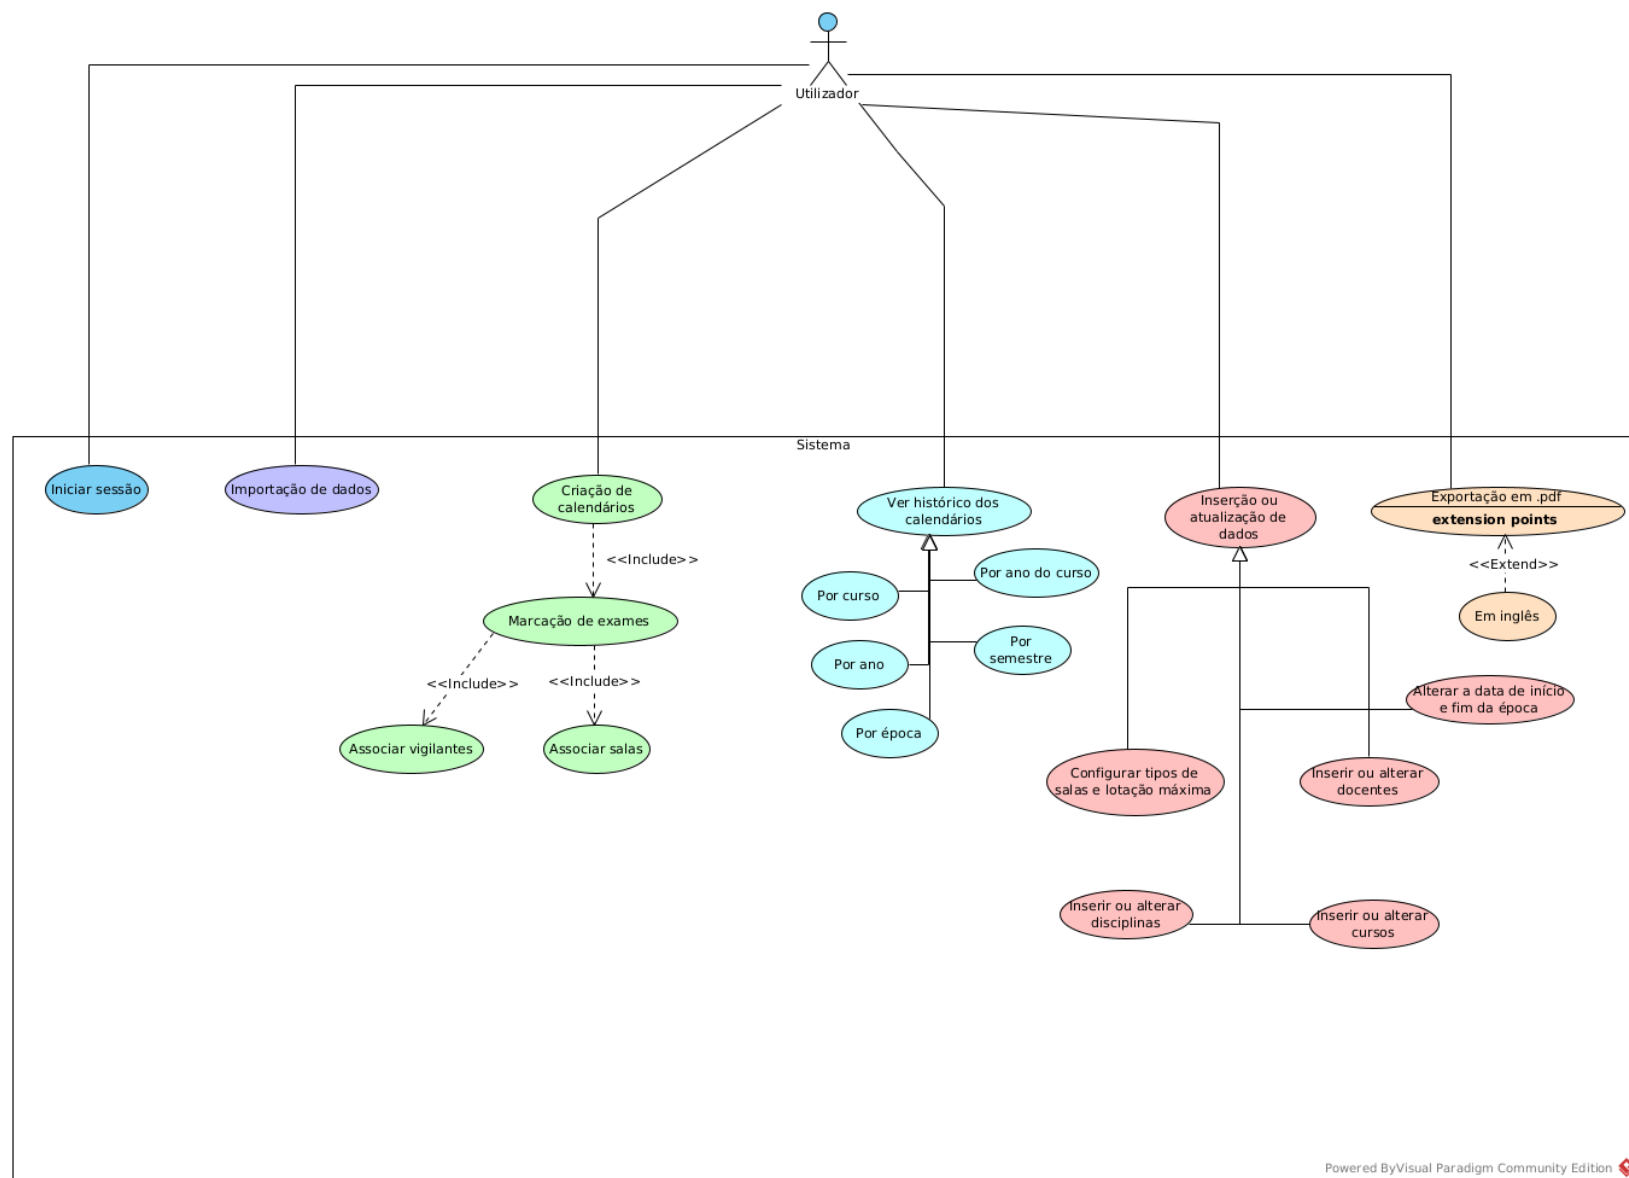 Utilizador
Sistema
Iniciar sessão
Importação de dados
Criação de
calendários
<<Include>>
Marcação de exames
<<Include>>
<<Include>>
Associar vigilantes
Associar salas
Ver histórico dos
calendários
Por curso
Por ano do curso
Por ano
Por
semestre
Por época
Inserção ou
atualização de
dados
Alterar a data de início
e fim da época
Configurar tipos de
salas e lotação máxima
Inserir ou alterar
docentes
Inserir ou alterar
disciplinas
Inserir ou alterar
cursos
Exportação em .pdf
extension points
<<Extend>>
Em inglês
Powered ByVisual Paradigm Community Edition